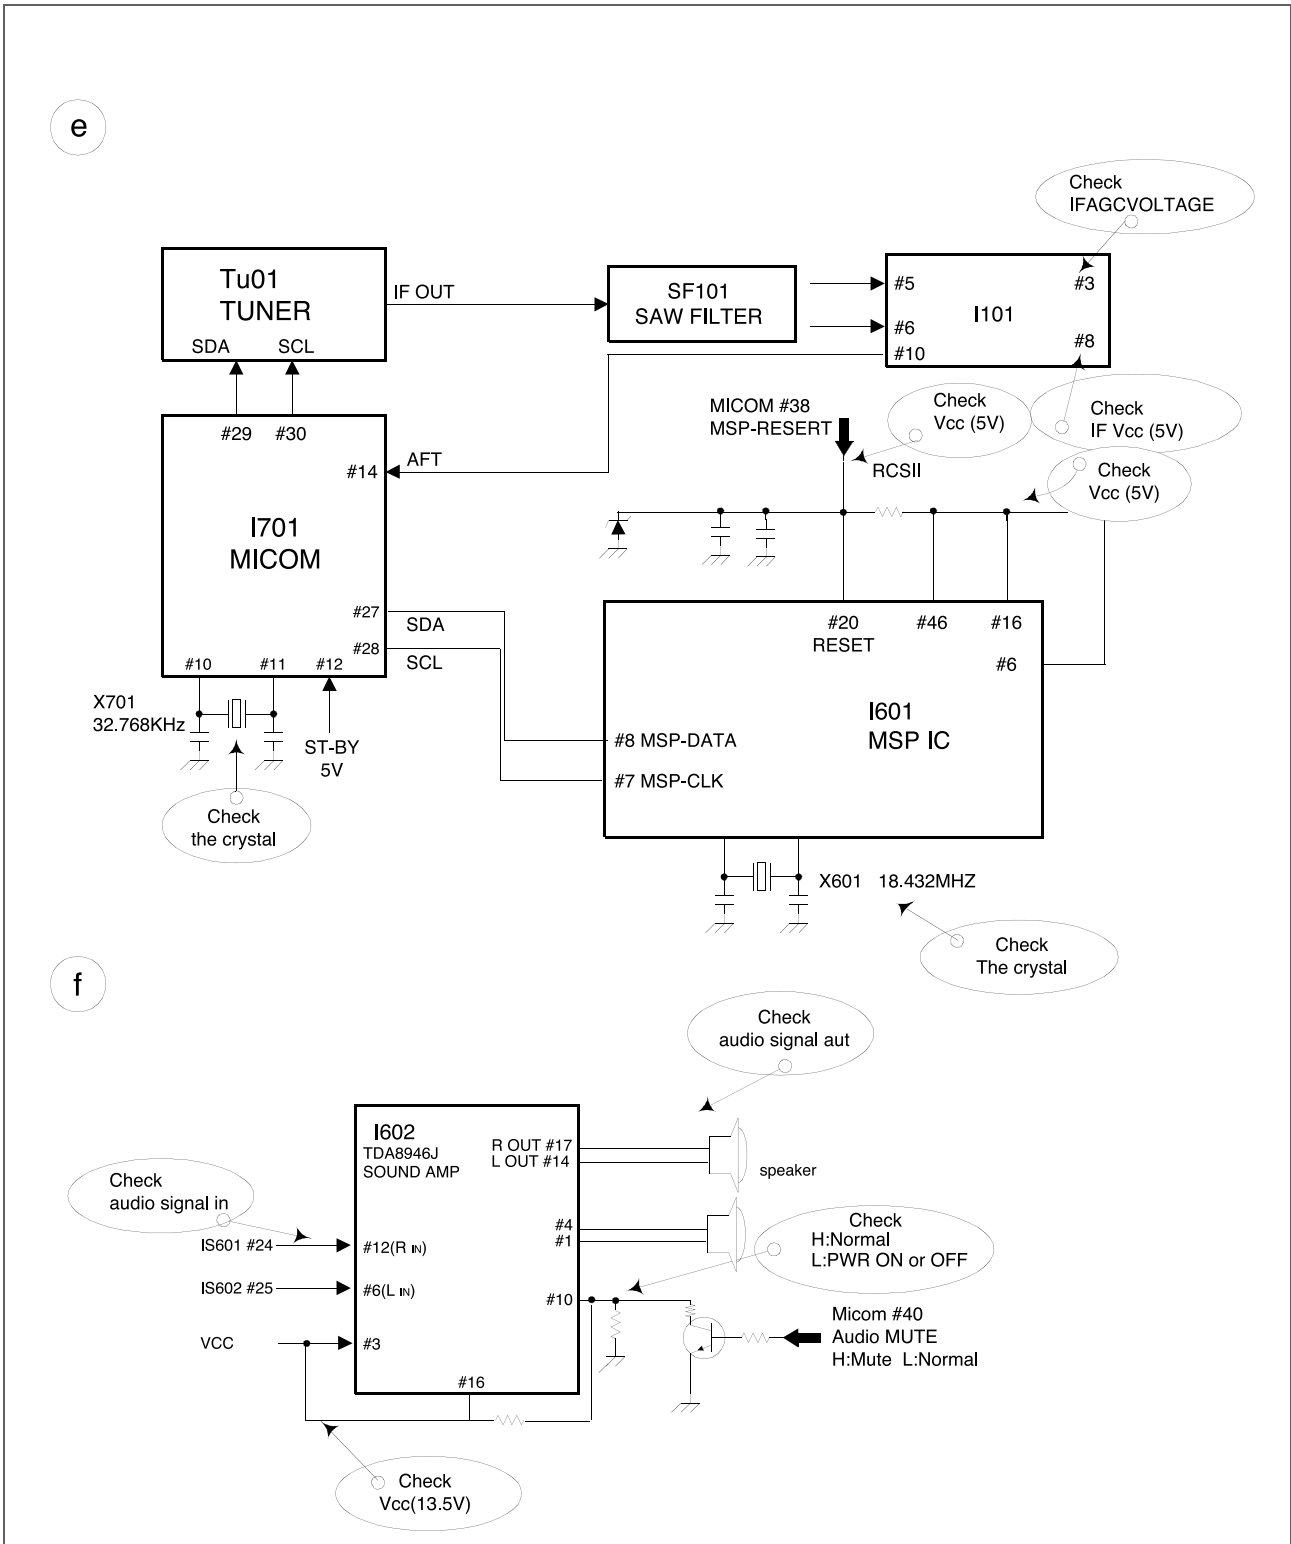 e
Check
IFAGCVOLTAGE
Tu01
TUNER
SDA SCL
IF OUT
SF101
SAW FILTER
#5
#3
I101
#6
#8
#10
MICOM #38
MSP-RESERT
Check
Vcc (5V)
Check
IF Vcc (5V)
#29 #30
#14
AFT
RCSII
Check
Vcc (5V)
I701
MICOM
#27
SDA
#28
SCL
#10 #11 #12
#20
RESET
#46
#16
#6
X701
32.768KHz
ST-BY
5V
I601
MSP IC
#8 MSP-DATA
#7 MSP-CLK
Check
the crystal
X601 18.432MHZ
Check
The crystal
f
Check
audio signal aut
I602
TDA8946J
SOUND AMP
R OUT #17
L OUT #14
speaker
Check
audio signal in
#4
#1
Check
H:Normal
L:PWR ON or OFF
IS601 #24
#12(R IN)
IS602 #25
#6(L IN)
#10
VCC
#3
Micom #40
Audio MUTE
H:Mute L:Normal
#16
Check
Vcc(13.5V)